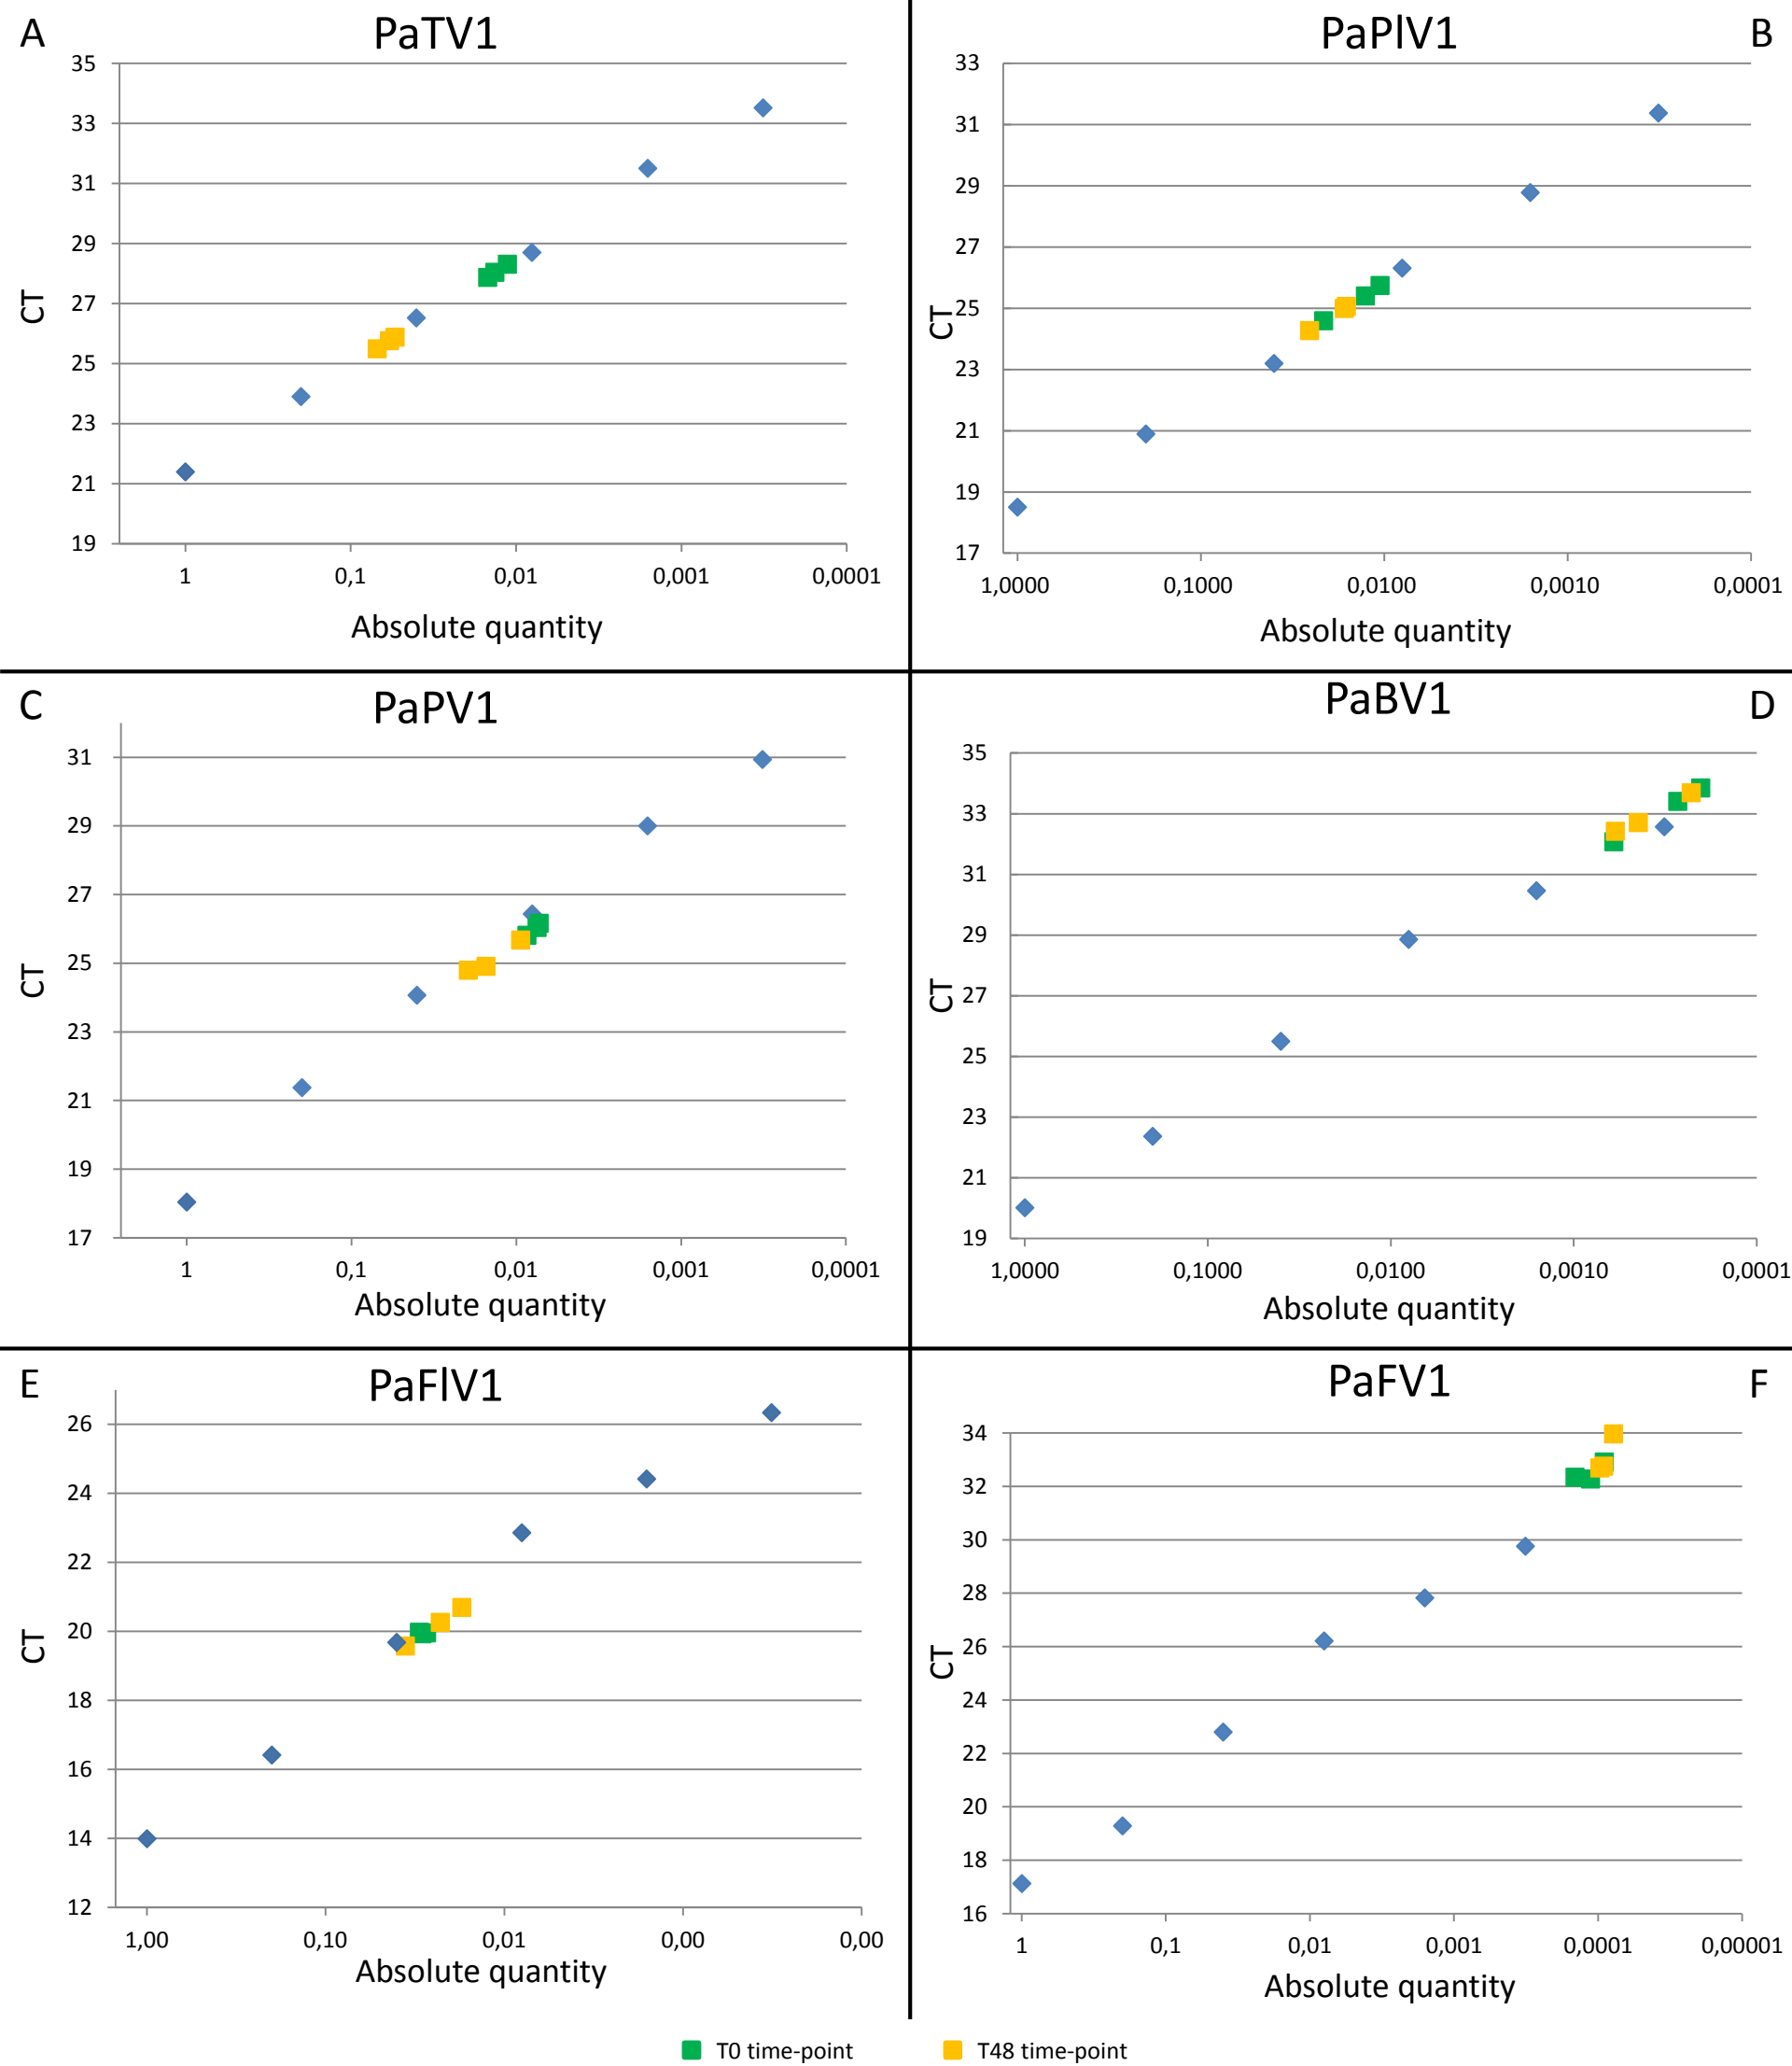 A
PaTV1
35
33
31
29
27
25
23
21
19
CT
1 0,1 0,01 0,001 0,0001
Absolute quantity
PaPlV1
B
33
31
29
27
25
23
21
19
17
CT
1,0000 0,1000 0,0100 0,0010 0,0001
Absolute quantity
C
PaPV1
31
29
27
25
23
21
19
17
CT
1 0,1 0,01 0,001 0,0001
Absolute quantity
PaBV1
D
35
33
31
29
27
25
23
21
19
CT
1,0000 0,1000 0,0100 0,0010 0,0001
Absolute quantity
E
PaFlV1
26
24
22
20
18
16
14
12
CT
1,00 0,10 0,01 0,00 0,00
Absolute quantity
PaFV1
F
34
32
30
28
26
24
22
20
18
16
CT
1 0,1 0,01 0,001 0,0001 0,00001
Absolute quantity
T0 time-point
T48 time-point